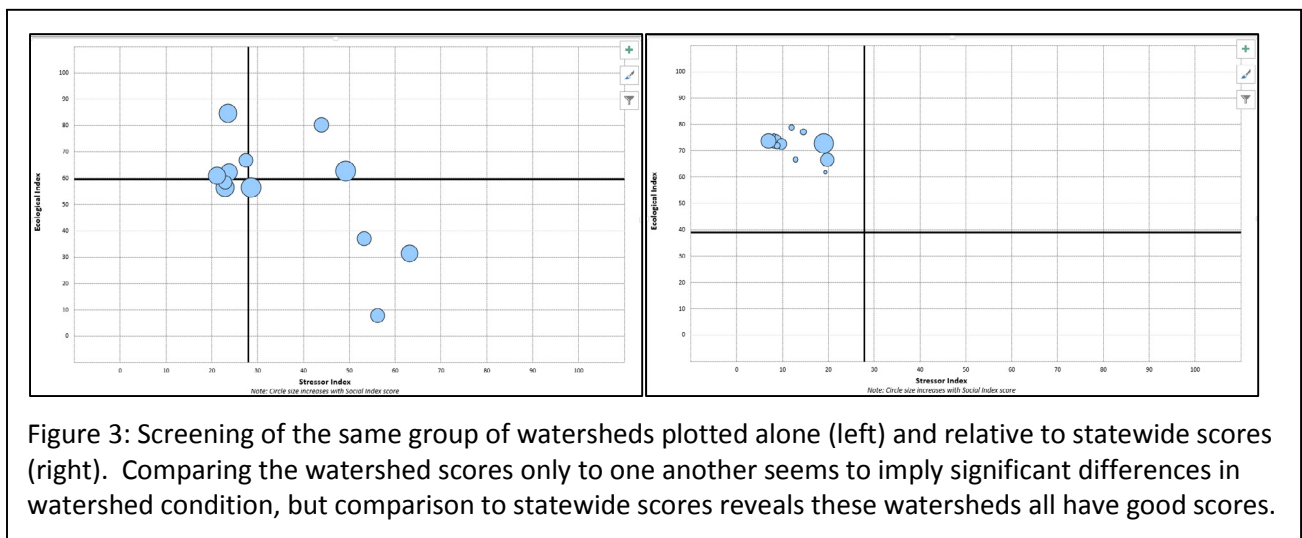 100
90
80
70
60
50
40
30
20
10
0
Ecological Index
0 10 20 30 40 50 60 70 80 90 100
Stressor Index
Note: Circle size increases with Social Index score
100
90
80
70
60
50
40
30
20
10
0
Ecological Index
0 10 20 30 40 50 60 70 80 90 100
Stressor Index
Note: Circle size increases with Social Index score
Figure 3: Screening of the same group of watersheds plotted alone (left) and relative to statewide scores
(right).  Comparing the watershed scores only to one another seems to imply significant differences in
watershed condition, but comparison to statewide scores reveals these watersheds all have good scores.